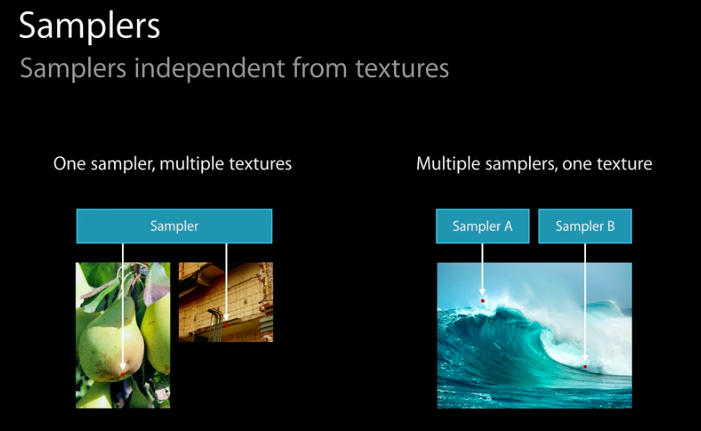 Samplers
Samplers independent from textures
One sampler, multiple textures
Multiple samplers, one texture
Sampler
Sampler A
Sampler B